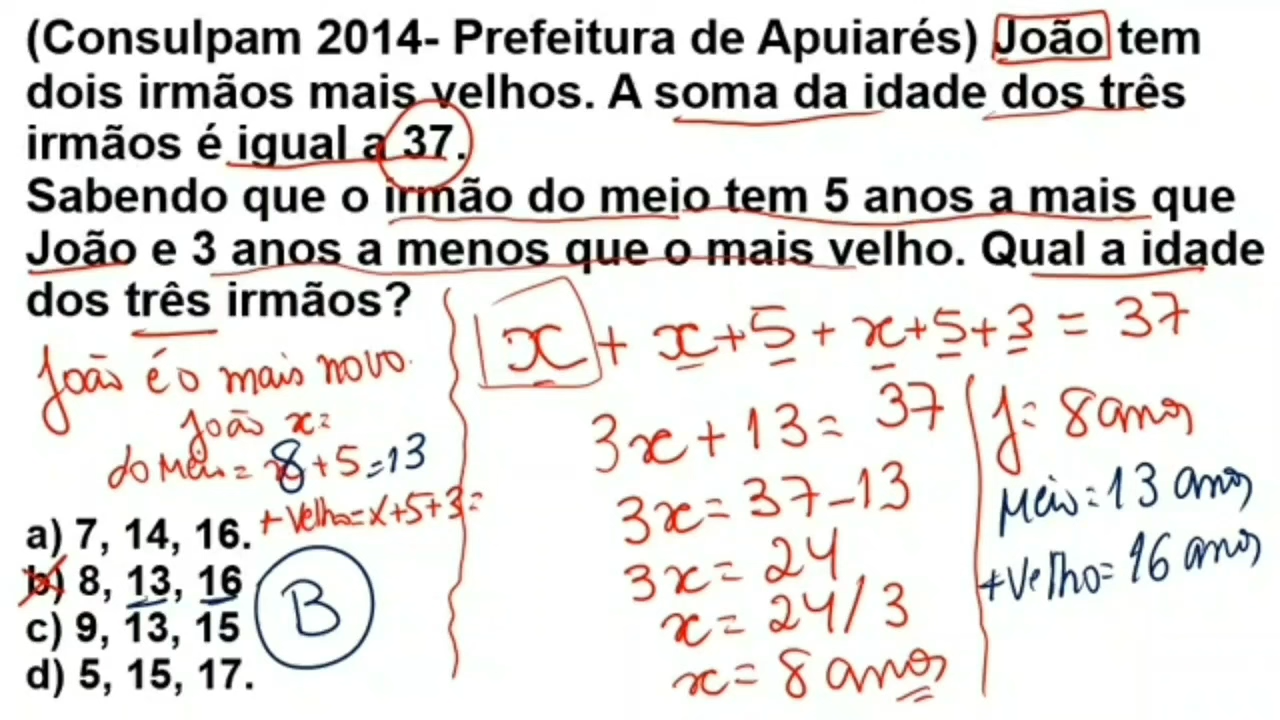 (Consulpam 2014- Prefeitura de Apuiarés) João tem
dois irmãos mais velhos. A soma da idade dos três
irmãos é igual a 37.
Sabendo que o irmão do meio tem 5 anos a mais que
João e 3 anos a menos que o mais velho. Qual a idade
dos três irmãos?
João é o mais novo.
João x=
do meio = 8+5=13
+ Velho=x+5+3=
a) 7, 14, 16.
b) 8, 13, 16
c) 9, 13, 15
d) 5, 15, 17.
B
x + x+5 + x+5+3 = 37
3x+13= 37
3x=37-13
3x= 24
x= 24/3
x= 8 anos
J= 8 anos
Meio=13 anos
+Velho= 16 anos